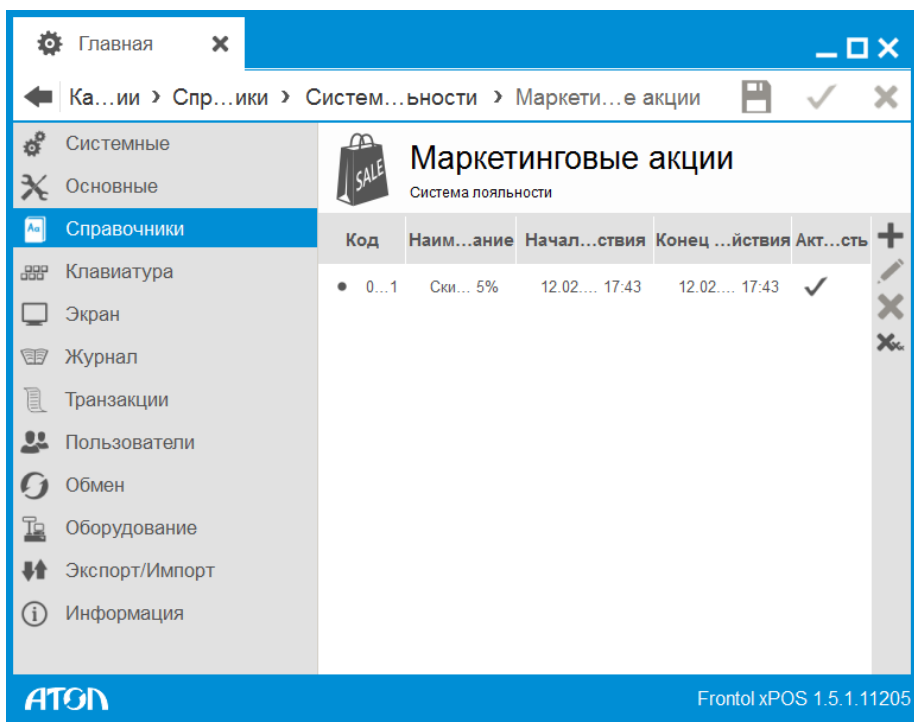 Главная
Ка...ии › Спр...ики › Систем...ьности › Маркети...е акции
Системные
Основные
Справочники
Клавиатура
Экран
Журнал
Транзакции
Пользователи
Обмен
Оборудование
Экспорт/Импорт
Информация
SALE
Маркетинговые акции
Система лояльности
Код Наим...ание Начал...ствия Конец ...йствия Акт...сть
0...1 Ски... 5% 12.02.... 17:43 12.02.... 17:43
АТОЛ
Frontol xPOS 1.5.1.11205